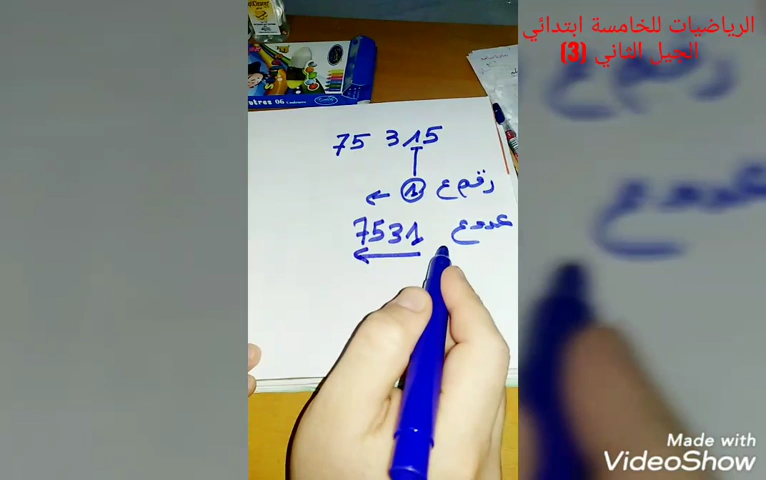 الرياضيات للخامسة ابتدائي
الجيل الثاني (3)
75 315
رقم ع 1
7531 عدد ع
Made with
VideoShow